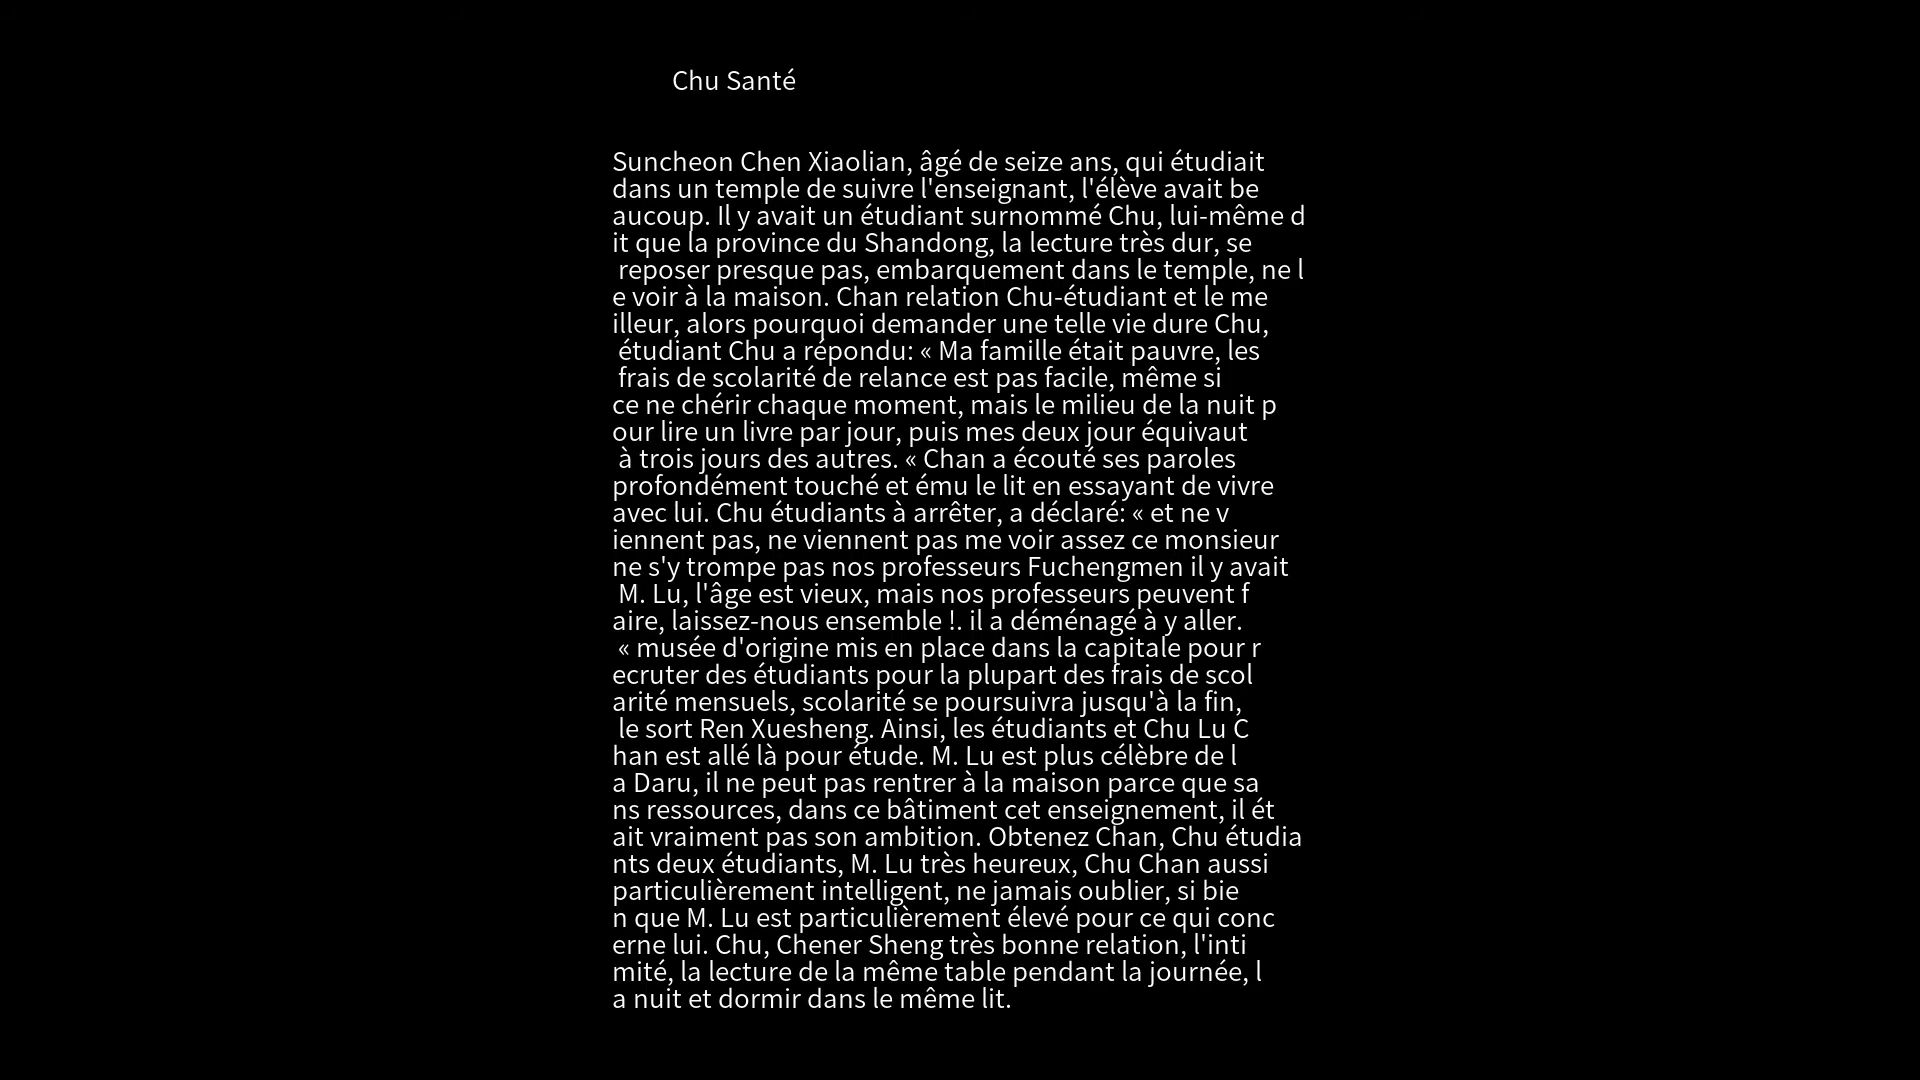 Chu Santé
Suncheon Chen Xiaolian, âgé de seize ans, qui étudiait
dans un temple de suivre l'enseignant, l'élève avait be
aucoup. Il y avait un étudiant surnommé Chu, lui-même d
it que la province du Shandong, la lecture très dur, se
reposer presque pas, embarquement dans le temple, ne l
e voir à la maison. Chan relation Chu-étudiant et le me
illeur, alors pourquoi demander une telle vie dure Chu,
étudiant Chu a répondu: « Ma famille était pauvre, les
frais de scolarité de relance est pas facile, même si
ce ne chérir chaque moment, mais le milieu de la nuit p
our lire un livre par jour, puis mes deux jour équivaut
à trois jours des autres. « Chan a écouté ses paroles
profondément touché et ému le lit en essayant de vivre
avec lui. Chu étudiants à arrêter, a déclaré: « et ne v
iennent pas, ne viennent pas me voir assez ce monsieur
ne s'y trompe pas nos professeurs Fuchengmen il y avait
M. Lu, l'âge est vieux, mais nos professeurs peuvent f
aire, laissez-nous ensemble !. il a déménagé à y aller.
« musée d'origine mis en place dans la capitale pour r
ecruter des étudiants pour la plupart des frais de scol
arité mensuels, scolarité se poursuivra jusqu'à la fin,
le sort Ren Xuesheng. Ainsi, les étudiants et Chu Lu C
han est allé là pour étude. M. Lu est plus célèbre de l
a Daru, il ne peut pas rentrer à la maison parce que sa
ns ressources, dans ce bâtiment cet enseignement, il ét
ait vraiment pas son ambition. Obtenez Chan, Chu étudia
nts deux étudiants, M. Lu très heureux, Chu Chan aussi
particulièrement intelligent, ne jamais oublier, si bie
n que M. Lu est particulièrement élevé pour ce qui conc
erne lui. Chu, Chener Sheng très bonne relation, l'inti
mité, la lecture de la même table pendant la journée, l
a nuit et dormir dans le même lit.